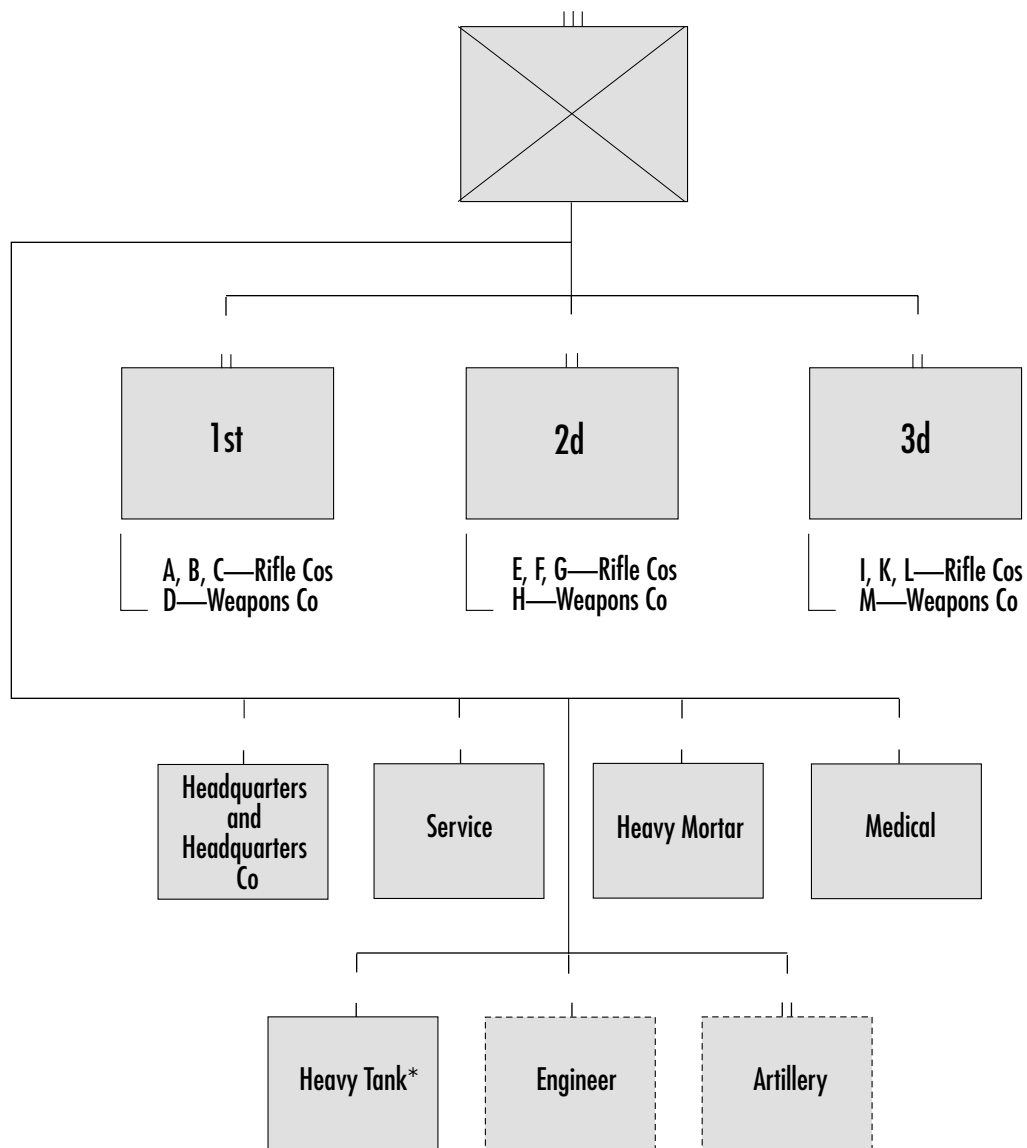 1st
2d
3d
A, B, C—Rifle Cos
D—Weapons Co
E, F, G—Rifle Cos
H—Weapons Co
I, K, L—Rifle Cos
M—Weapons Co
Headquarters
and
Headquarters
Co
Service
Heavy Mortar
Medical
Heavy Tank*
Engineer
Artillery